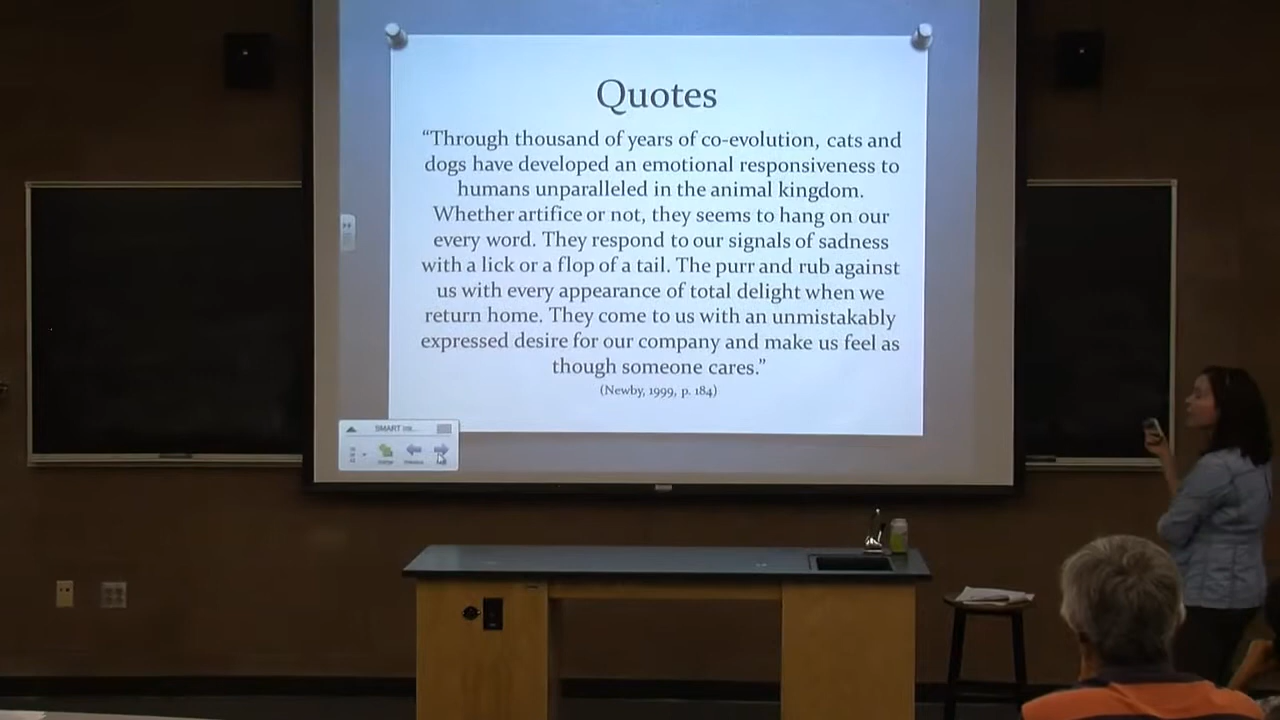 Quotes
“Through thousand of years of co-evolution, cats and
dogs have developed an emotional responsiveness to
humans unparalleled in the animal kingdom.
Whether artifice or not, they seems to hang on our
every word. They respond to our signals of sadness
with a lick or a flop of a tail. The purr and rub against
us with every appearance of total delight when we
return home. They come to us with an unmistakably
expressed desire for our company and make us feel as
though someone cares.”
(Newby, 1999, p. 184)
SMART